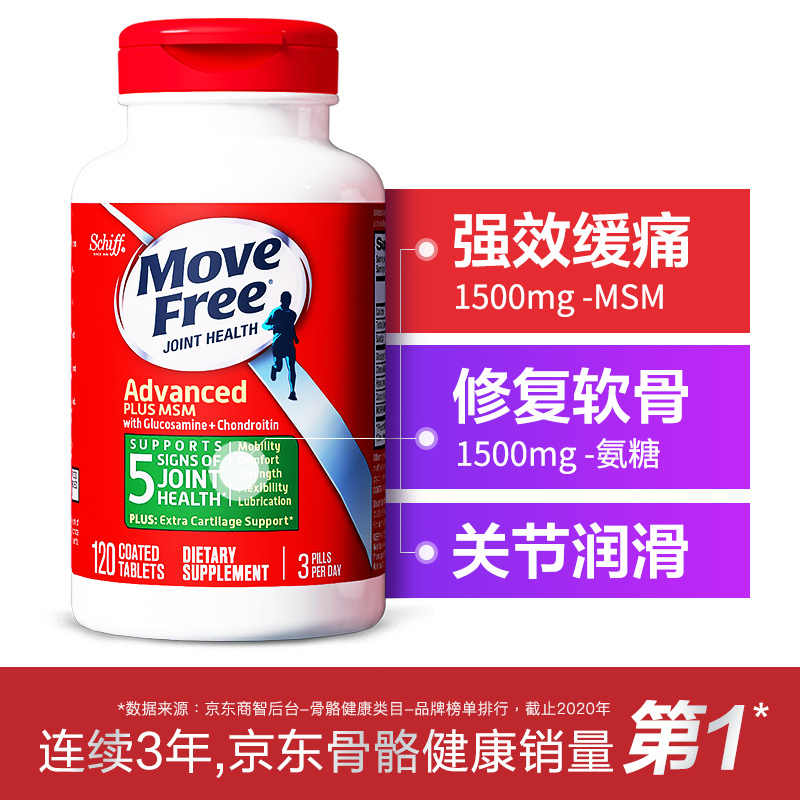 Schiff
Move
Free
JOINT HEALTH
Advanced
PLUS MSM
with Glucosamine + Chondroitin
SUPPORTS
5 SIGNS OF
JOINT
HEALTH
Mobility
Comfort
Strength
Flexibility
Lubrication
PLUS: Extra Cartilage Support*
120 COATED
TABLETS
DIETARY
SUPPLEMENT
3 PILLS
PER DAY
强效缓痛
1500mg -MSM
修复软骨
1500mg -氨糖
关节润滑
*数据来源：京东商智后台-骨骼健康类目-品牌榜单排行，截止2020年
连续3年,京东骨骼健康销量第1*